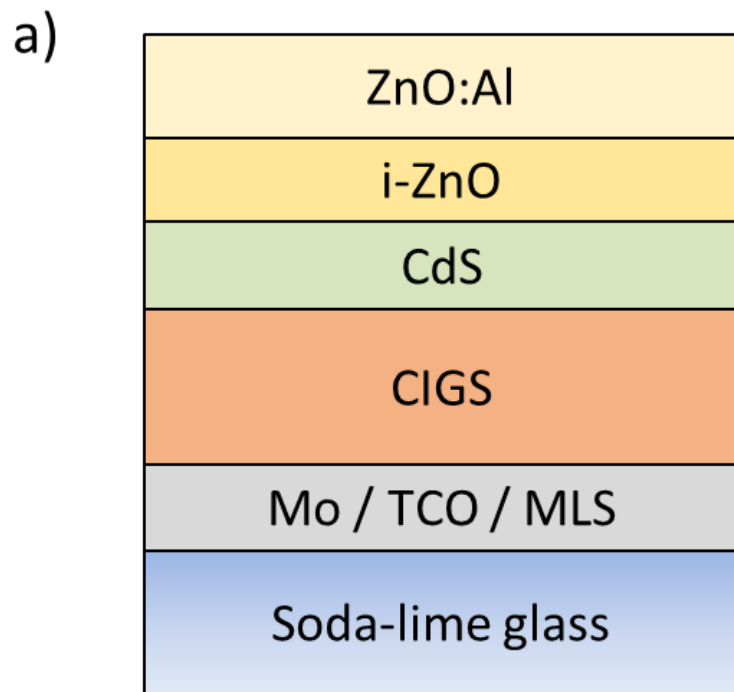 a)
ZnO:Al
i-ZnO
CdS
CIGS
Mo / TCO / MLS
Soda-lime glass